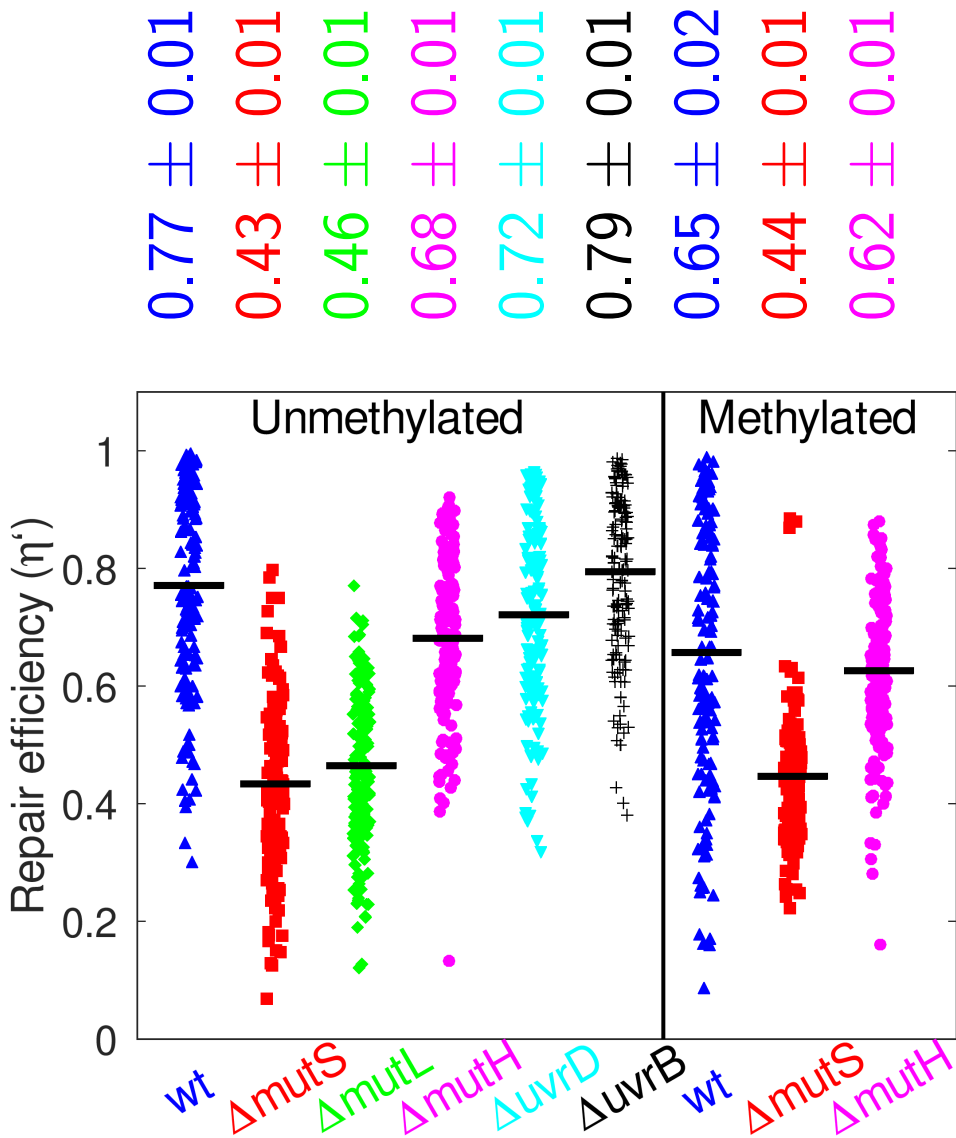 0.77 ± 0.01
0.43 ± 0.01
0.46 ± 0.01
0.68 ± 0.01
0.72 ± 0.01
0.79 ± 0.01
0.65 ± 0.02
0.44 ± 0.01
0.62 ± 0.01
Unmethylated
Methylated
Repair efficiency (η‘)
1
0.8
0.6
0.4
0.2
0
wt
ΔmutS
ΔmutL
ΔmutH
ΔuvrD
ΔuvrB
wt
ΔmutS
ΔmutH